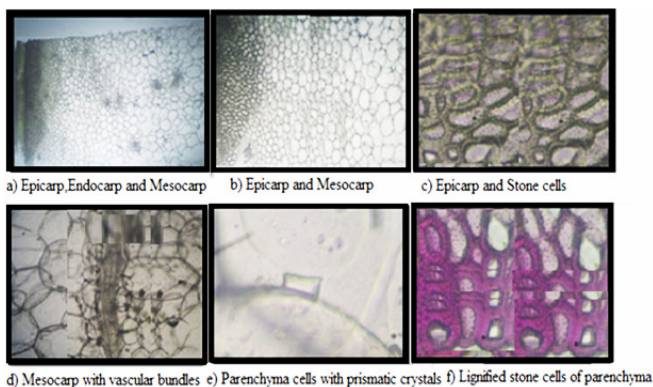 a) Epicarp,Endocarp and Mesocarp
b) Epicarp and Mesocarp
c) Epicarp and Stone cells
d) Mesocarp with vascular bundles
e) Parenchyma cells with prismatic crystals
f) Lignified stone cells of parenchyma